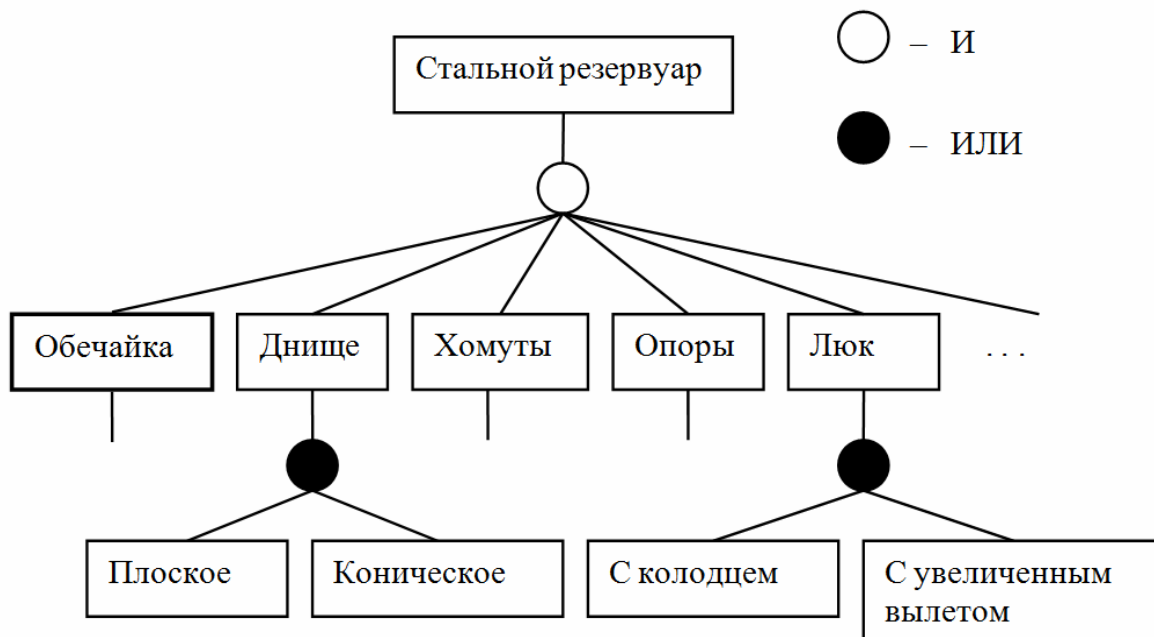 Стальной резервуар
– И
– ИЛИ
Обечайка
Днище
Хомуты
Опоры
Люк
. . .
Плоское
Коническое
С колодцем
С увеличенным
вылетом